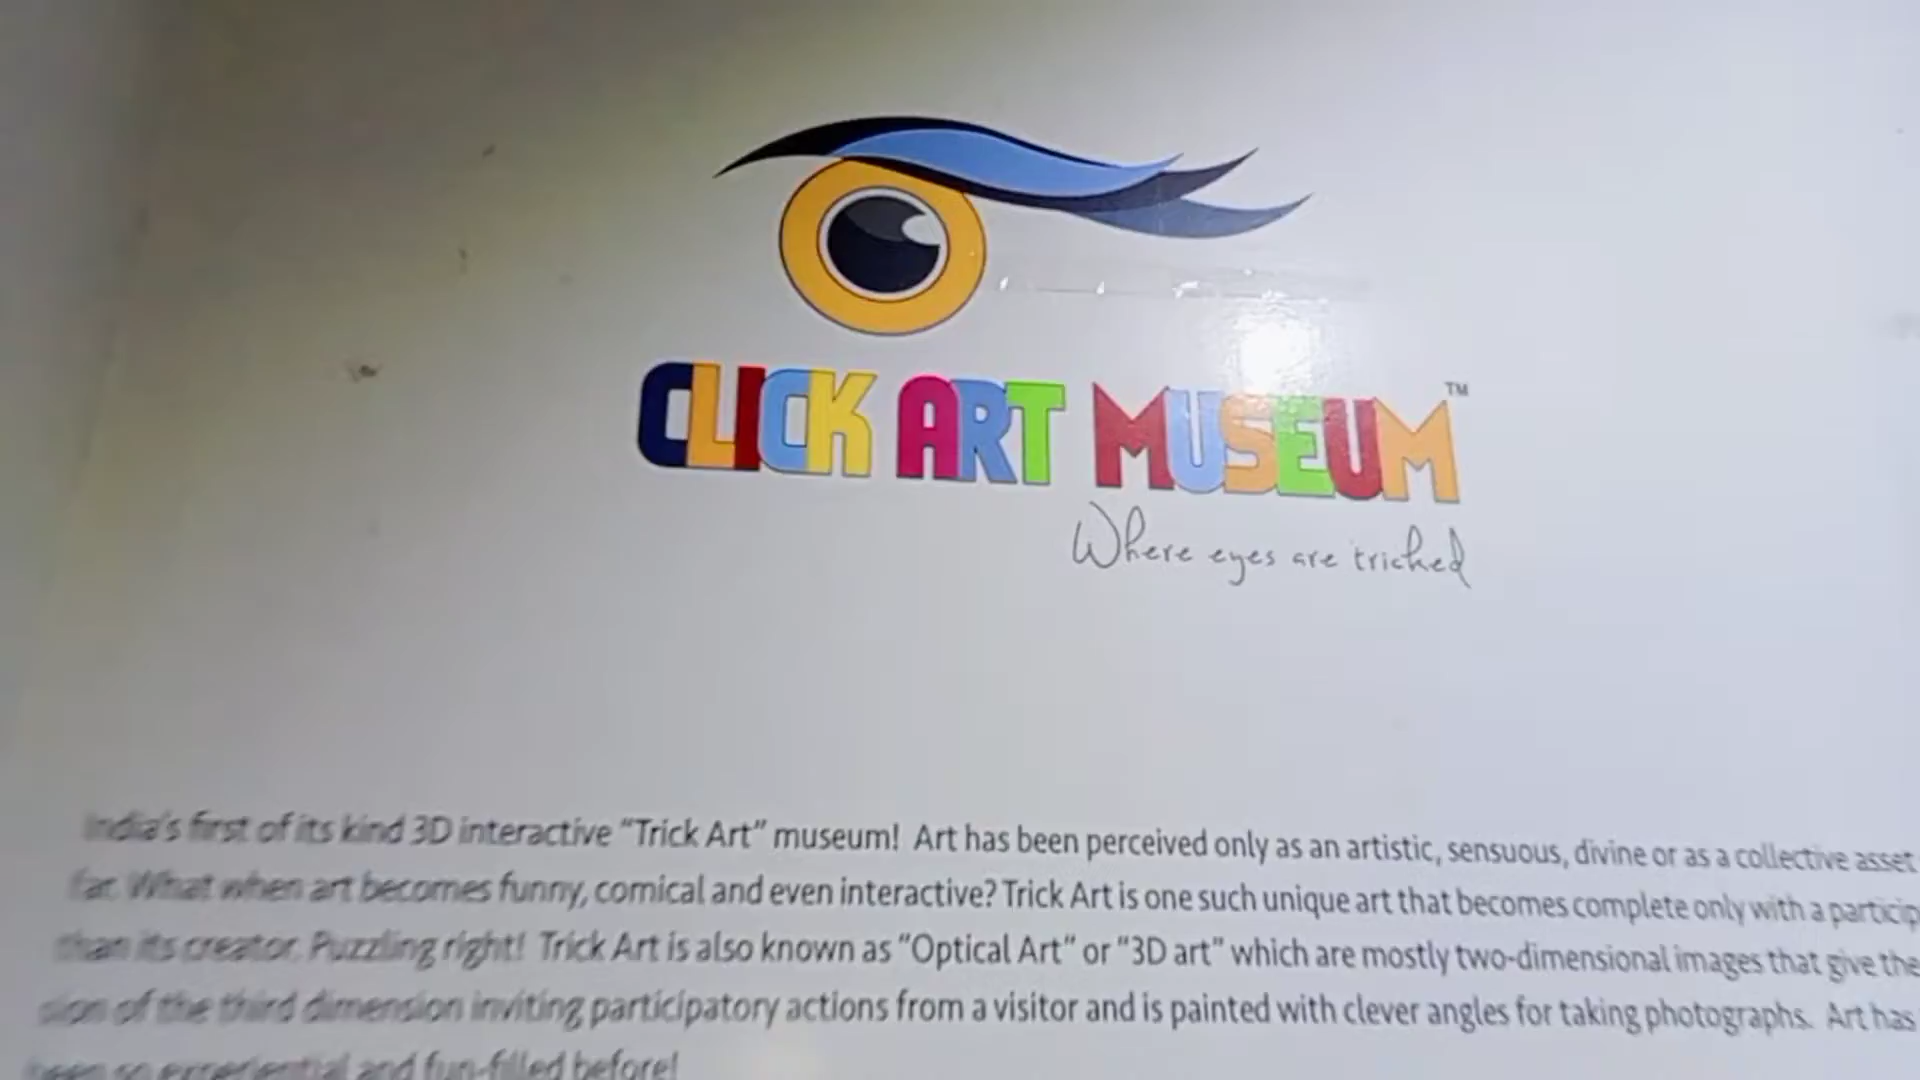 CLICK ART MUSEUM™
Where eyes are tricked
India's first of its kind 3D interactive “Trick Art” museum! Art has been perceived only as an artistic, sensuous, divine or as a collective asset
far. What when art becomes funny, comical and even interactive? Trick Art is one such unique art that becomes complete only with a particip
than its creator. Puzzling right! Trick Art is also known as “Optical Art” or “3D art” which are mostly two-dimensional images that give the
sion of the third dimension inviting participatory actions from a visitor and is painted with clever angles for taking photographs. Art has
been so experiential and fun-filled before!